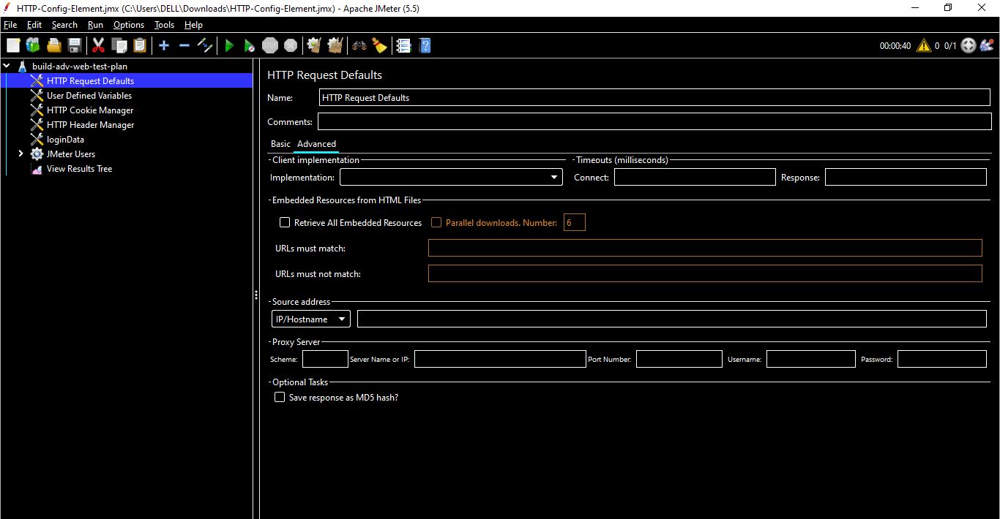 HTTP-Config-Element.jmx (C:\Users\DELL\Downloads\HTTP-Config-Element.jmx) - Apache JMeter (5.5)
File Edit Search Run Options Tools Help
00:00:40 0 0/1
build-adv-web-test-plan
HTTP Request Defaults
User Defined Variables
HTTP Cookie Manager
HTTP Header Manager
loginData
JMeter Users
View Results Tree
HTTP Request Defaults
Name: HTTP Request Defaults
Comments:
Basic Advanced
Client implementation Timeouts (milliseconds)
Implementation: Connect: Response:
Embedded Resources from HTML Files
Retrieve All Embedded Resources Parallel downloads. Number: 6
URLs must match:
URLs must not match:
Source address
IP/Hostname
Proxy Server
Scheme: Server Name or IP: Port Number: Username: Password:
Optional Tasks
Save response as MD5 hash?